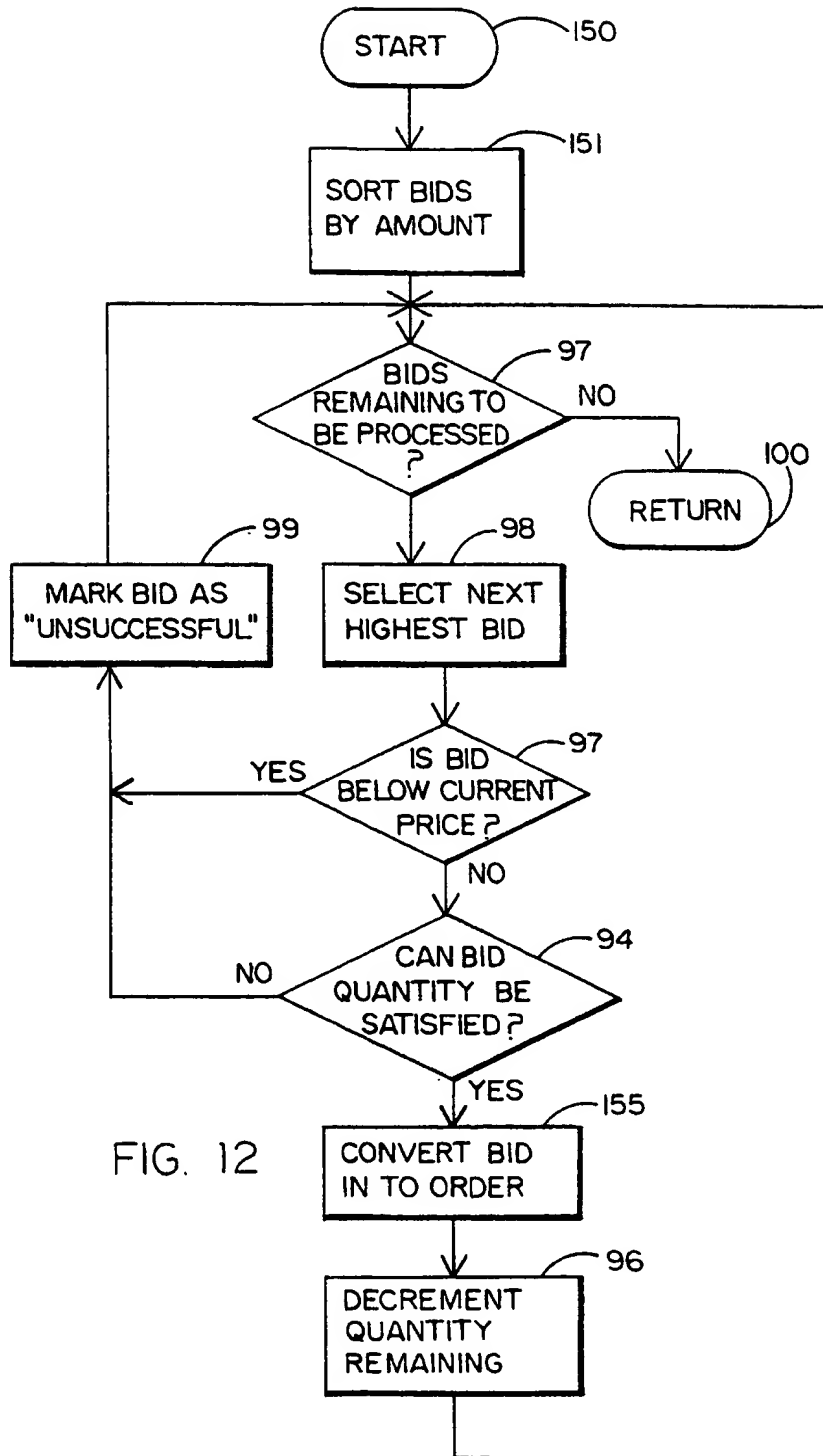 START
150
151
SORT BIDS
BY AMOUNT
97
BIDS
REMAINING TO
BE PROCESSED
?
NO
100
RETURN
99
MARK BID AS
"UNSUCCESSFUL"
98
SELECT NEXT
HIGHEST BID
97
IS BID
BELOW CURRENT
PRICE?
YES
NO
94
CAN BID
QUANTITY BE
SATISFIED?
NO
YES
155
CONVERT BID
IN TO ORDER
FIG. 12
96
DECREMENT
QUANTITY
REMAINING